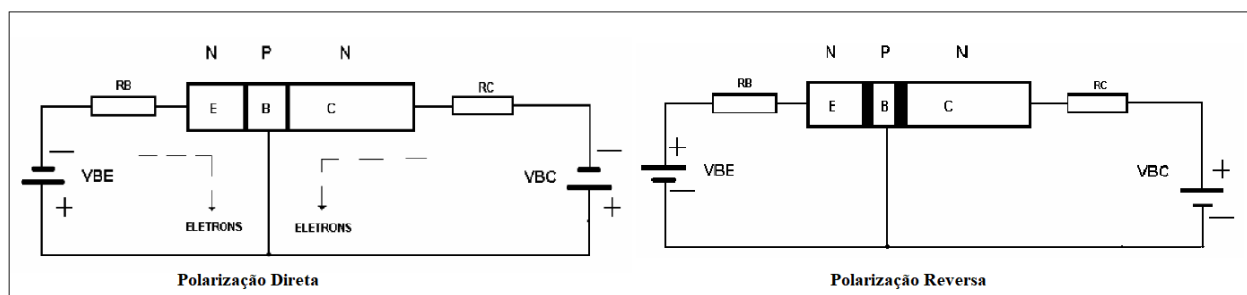 N P N
RB
RC
E B C
— VBE +
— VBC +
ELETRONS
ELETRONS
Polarização Direta
N P N
RB
RC
E B C
+ VBE —
+ VBC —
Polarização Reversa